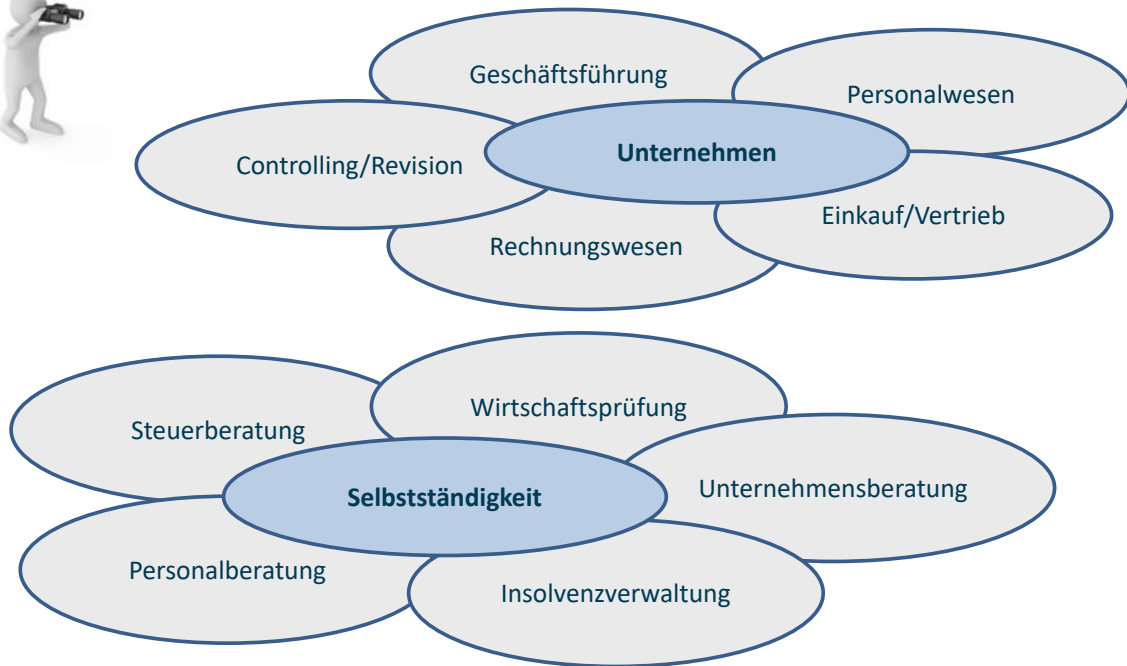 Geschäftsführung
Personalwesen
Controlling/Revision
Unternehmen
Einkauf/Vertrieb
Rechnungswesen
Wirtschaftsprüfung
Steuerberatung
Selbstständigkeit
Unternehmensberatung
Personalberatung
Insolvenzverwaltung